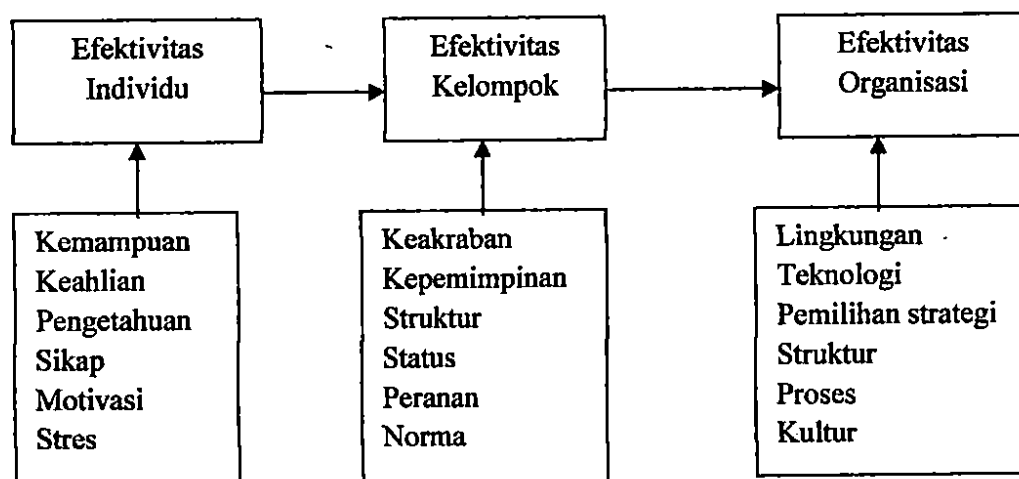 Efektivitas
Individu
Efektivitas
Kelompok
Efektivitas
Organisasi
Kemampuan
Keahlian
Pengetahuan
Sikap
Motivasi
Stres
Keakraban
Kepemimpinan
Struktur
Status
Peranan
Norma
Lingkungan
Teknologi
Pemilihan strategi
Struktur
Proses
Kultur